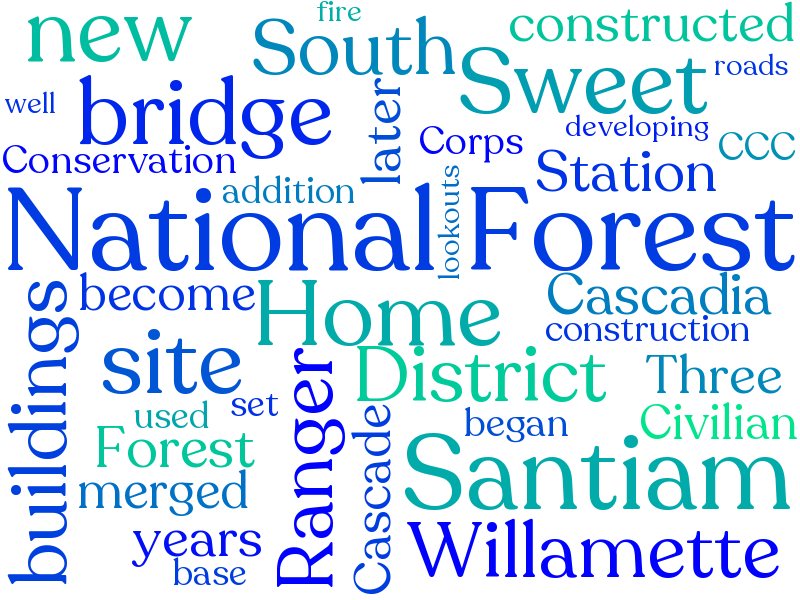 fire
new
South
constructed
Sweet
roads
well
bridge
later
developing
Corps
CCC
Conservation
Station
addition
lookouts
National Forest
become
Home
Cascadia
buildings
construction
site
District
Three
Ranger
set
used
Cascade
began
Civilian
Forest
Santiam
merged
years
Willamette
base